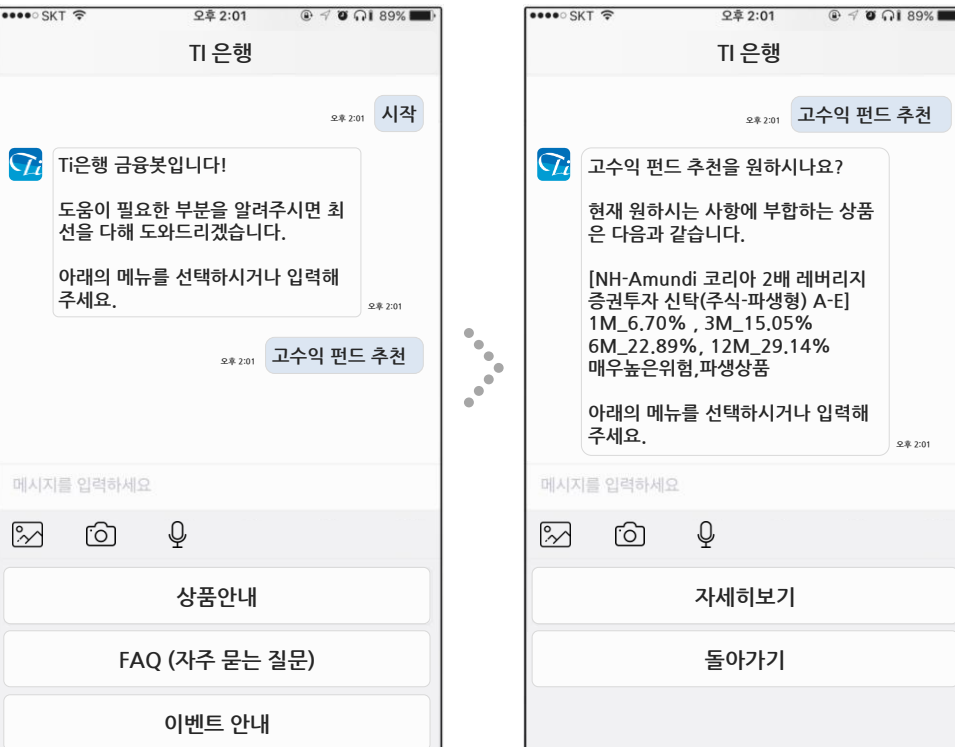 SKT 오후 2:01 89%
TI 은행
오후 2:01 시작
Ti
Ti은행 금융봇입니다!
도움이 필요한 부분을 알려주시면 최
선을 다해 도와드리겠습니다.
아래의 메뉴를 선택하시거나 입력해
주세요.
오후 2:01
오후 2:01 고수익 펀드 추천
메시지를 입력하세요
상품안내
FAQ (자주 묻는 질문)
이벤트 안내
SKT 오후 2:01 89%
TI 은행
오후 2:01 고수익 펀드 추천
Ti
고수익 펀드 추천을 원하시나요?
현재 원하시는 사항에 부합하는 상품
은 다음과 같습니다.
[NH-Amundi 코리아 2배 레버리지
증권투자 신탁(주식-파생형) A-E]
1M_6.70% , 3M_15.05%
6M_22.89%, 12M_29.14%
매우높은위험,파생상품
아래의 메뉴를 선택하시거나 입력해
주세요.
오후 2:01
메시지를 입력하세요
자세히보기
돌아가기